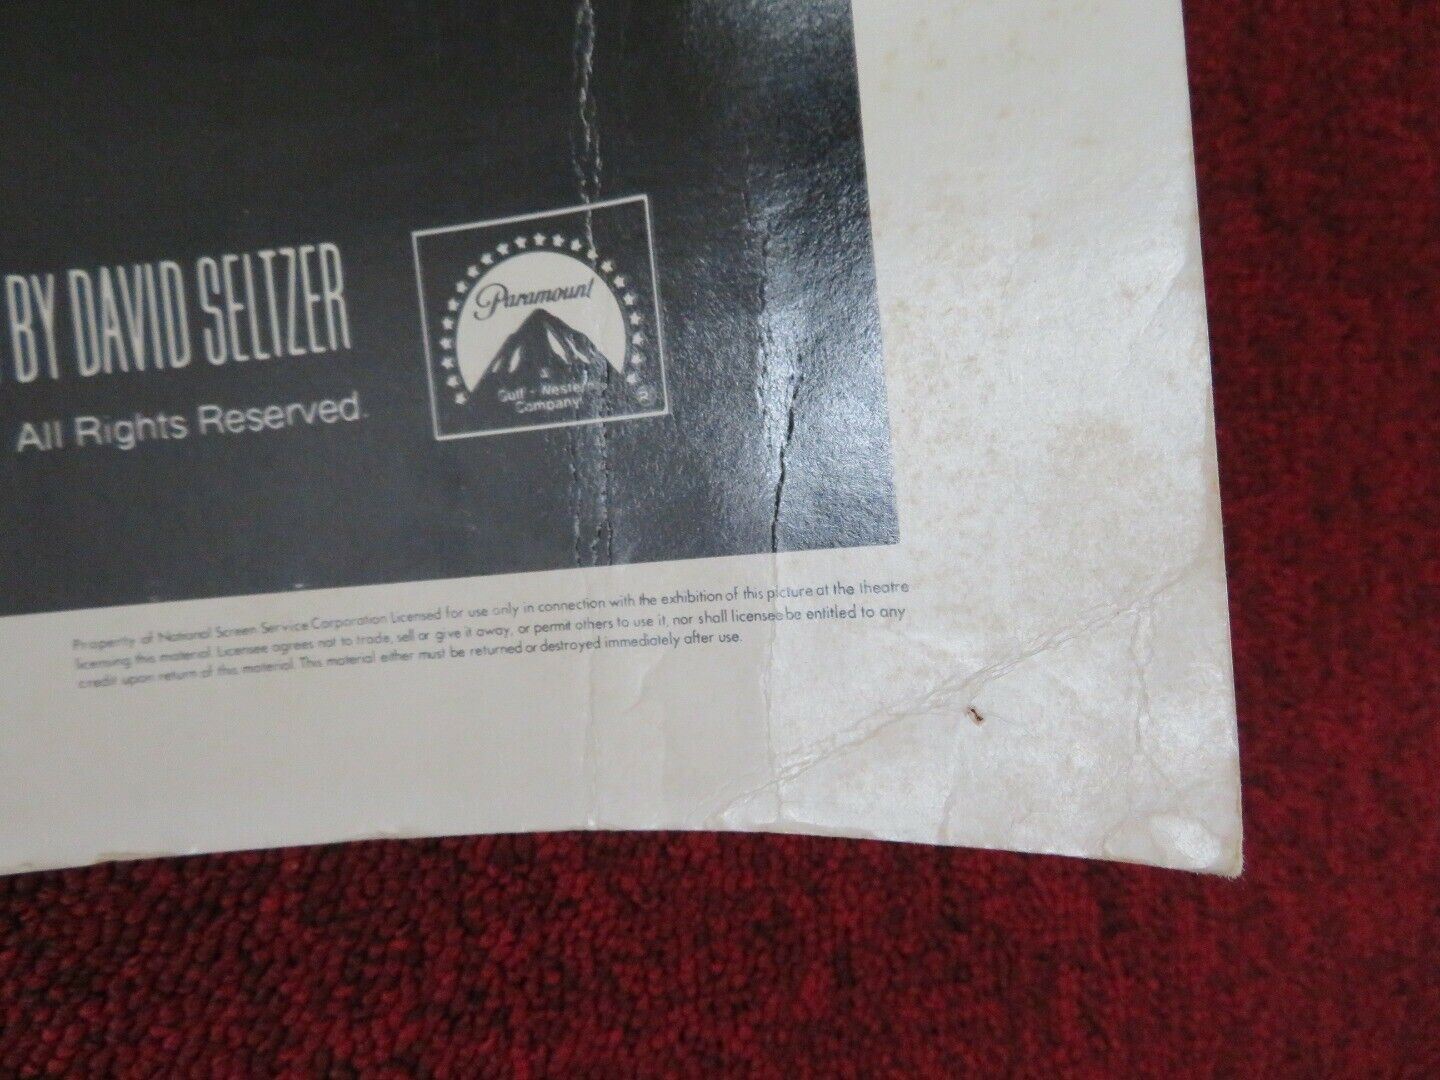 BY DAVID SELTZER
All Rights Reserved.
Paramount
A
Gulf + Western
Company
®
Property of National Screen Service Corporation Licensed for use only in connection with the exhibition of this picture at the theatre
licensing this material. Licensee agrees not to trade, sell or give it away, or permit others to use it, nor shall licensee be entitled to any
credit upon return of this material. This material either must be returned or destroyed immediately after use.